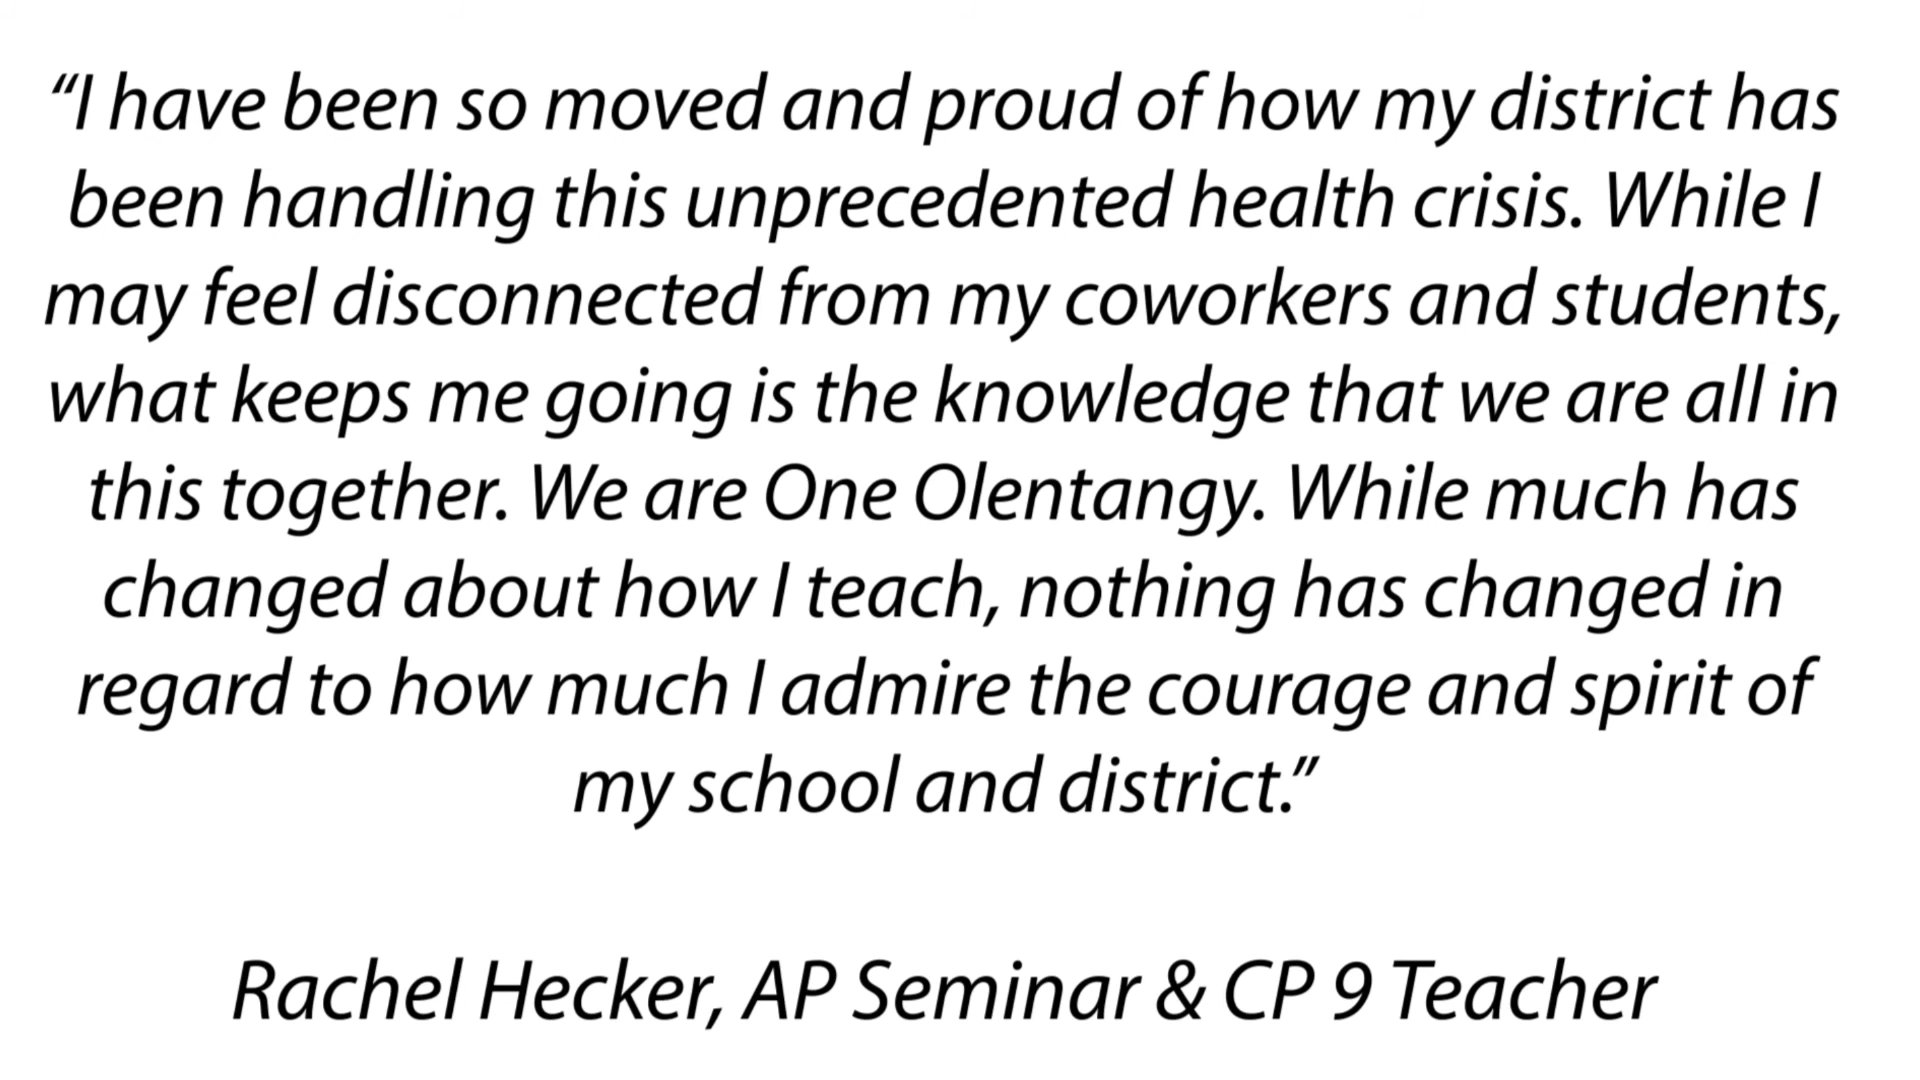 “I have been so moved and proud of how my district has
been handling this unprecedented health crisis. While I
may feel disconnected from my coworkers and students,
what keeps me going is the knowledge that we are all in
this together. We are One Olentangy. While much has
changed about how I teach, nothing has changed in
regard to how much I admire the courage and spirit of
my school and district.”
Rachel Hecker, AP Seminar & CP 9 Teacher